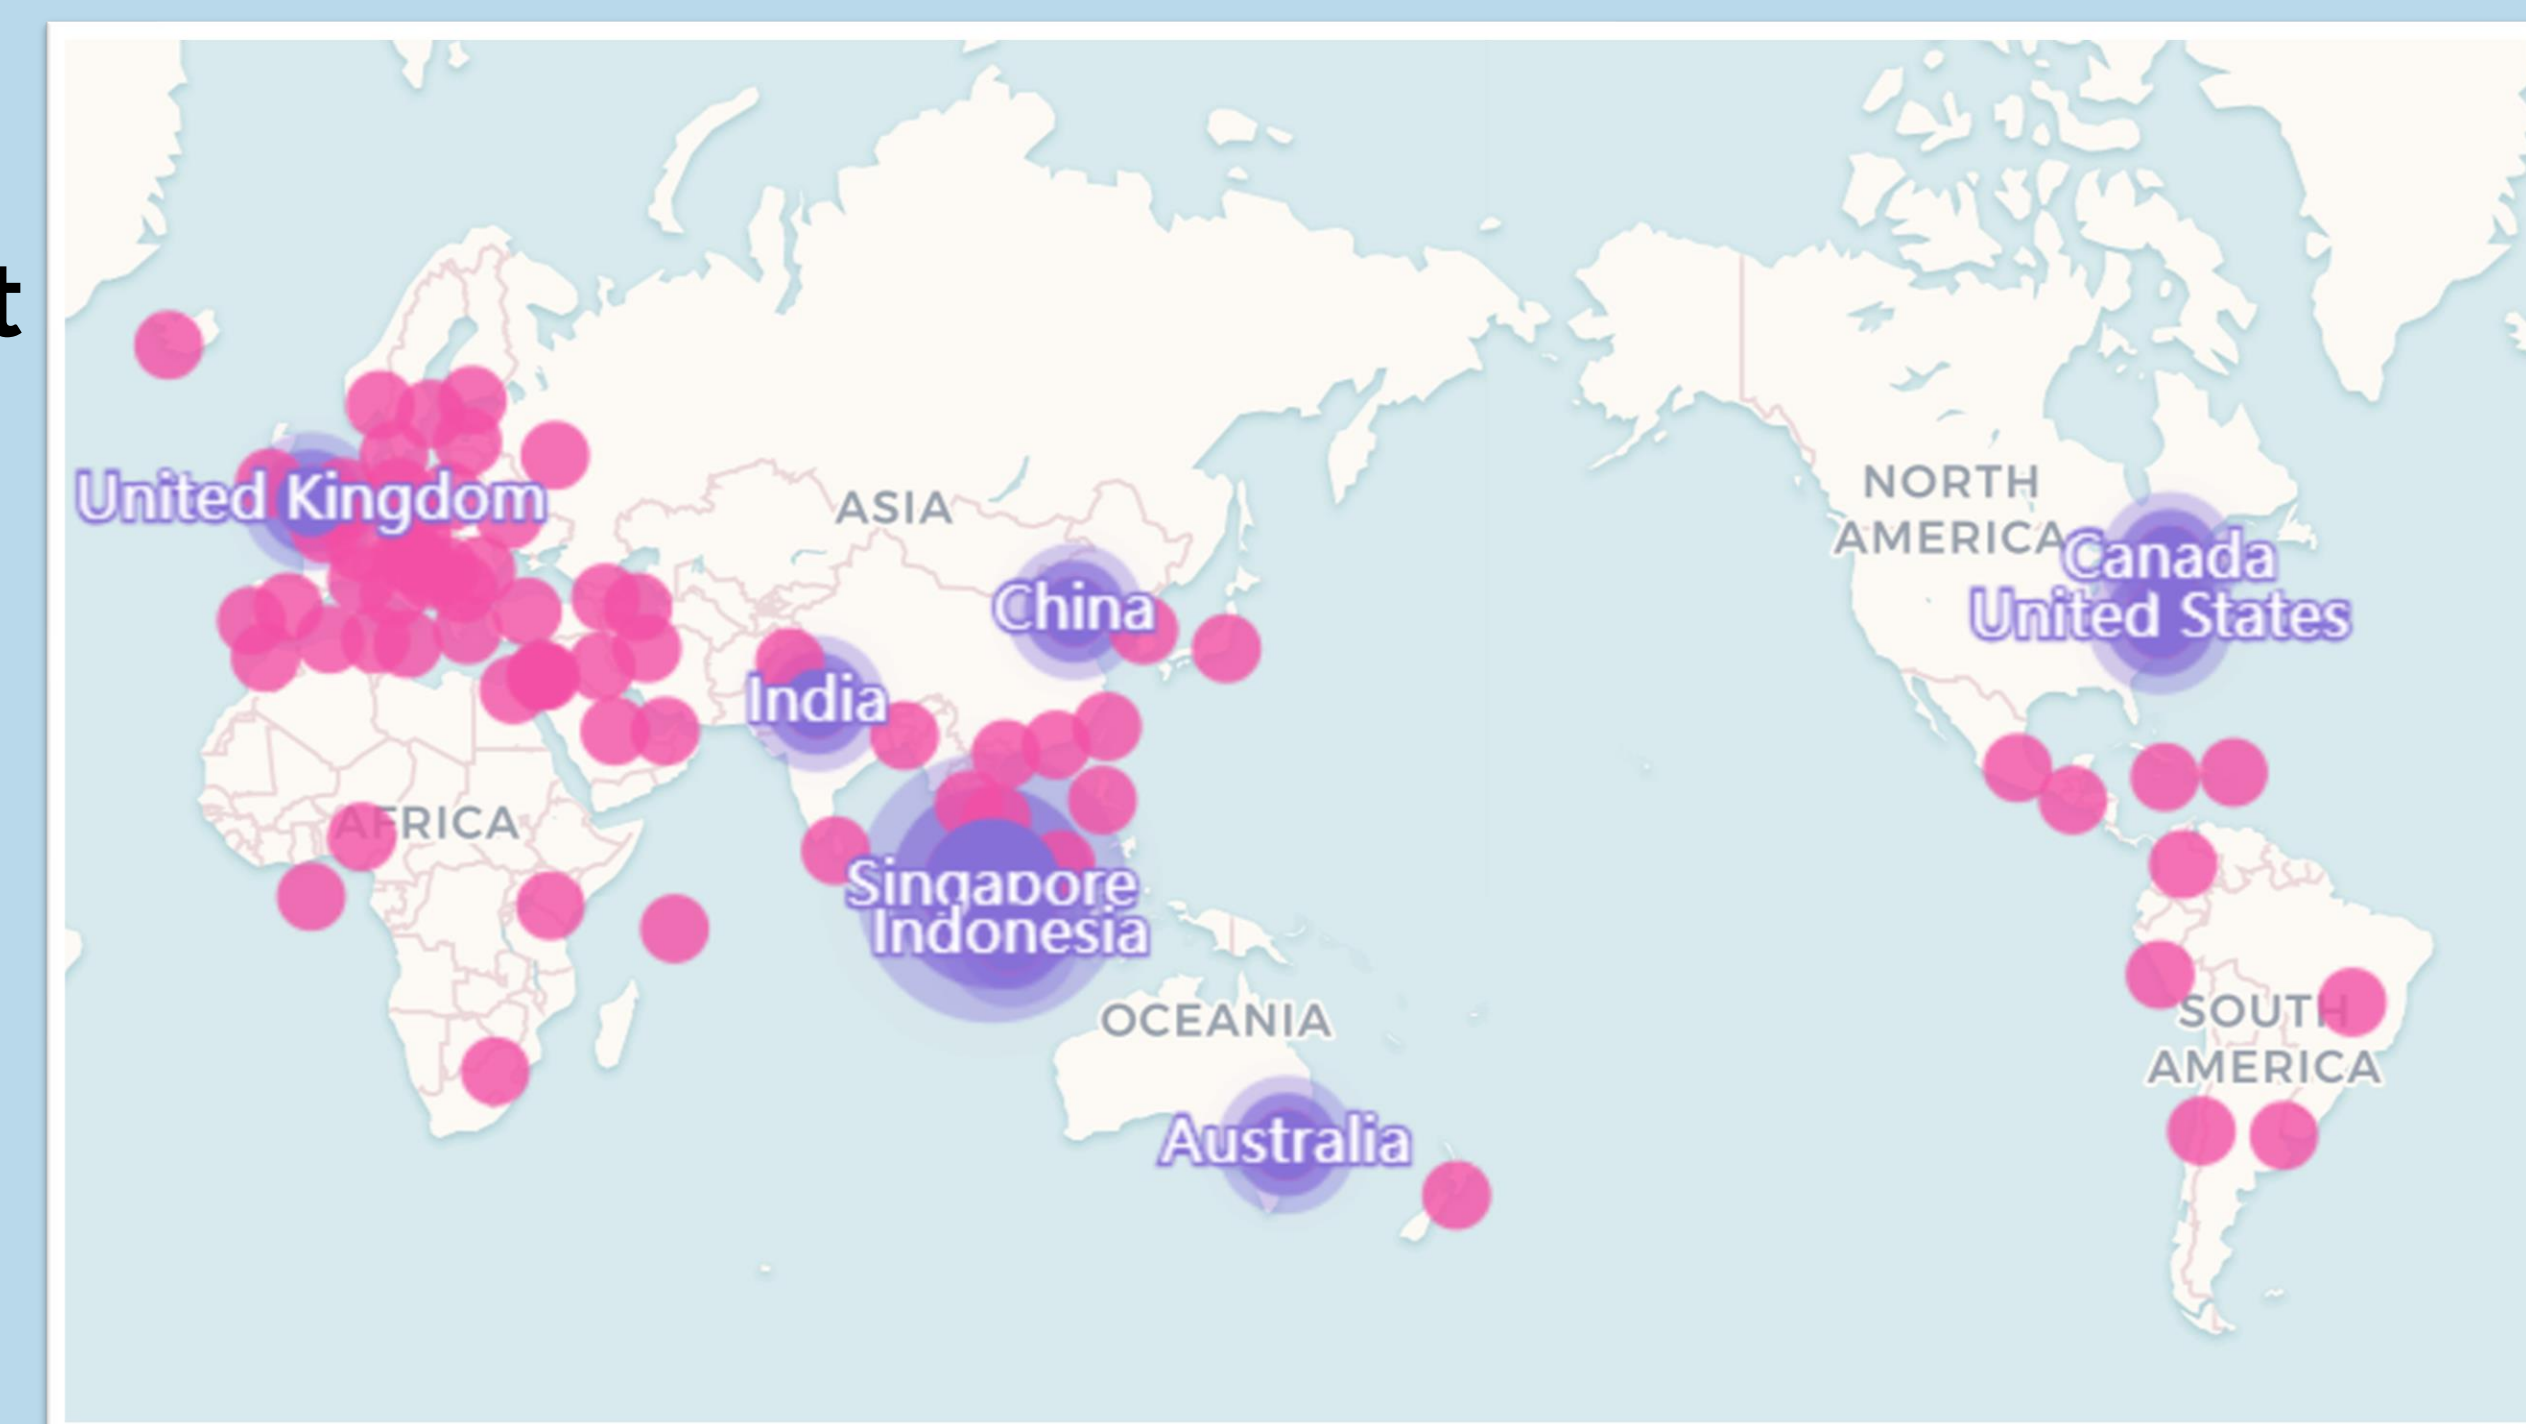 t
United Kingdom
ASIA
China
India
AFRICA
Singapore
Indonesia
OCEANIA
Australia
NORTH
AMERICA
Canada
United States
SOUTH
AMERICA